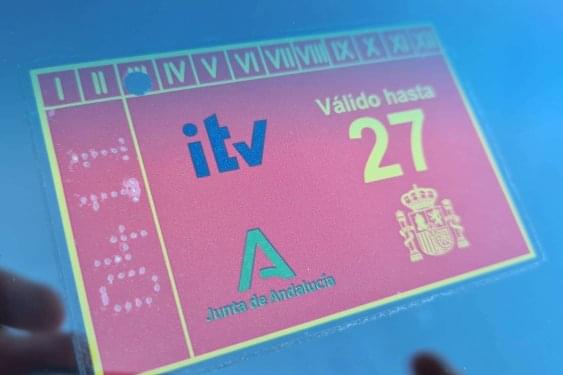 I II III IV V VI VII VIII IX X XI XII
Válido hasta
27
itv
Junta de Andalucía